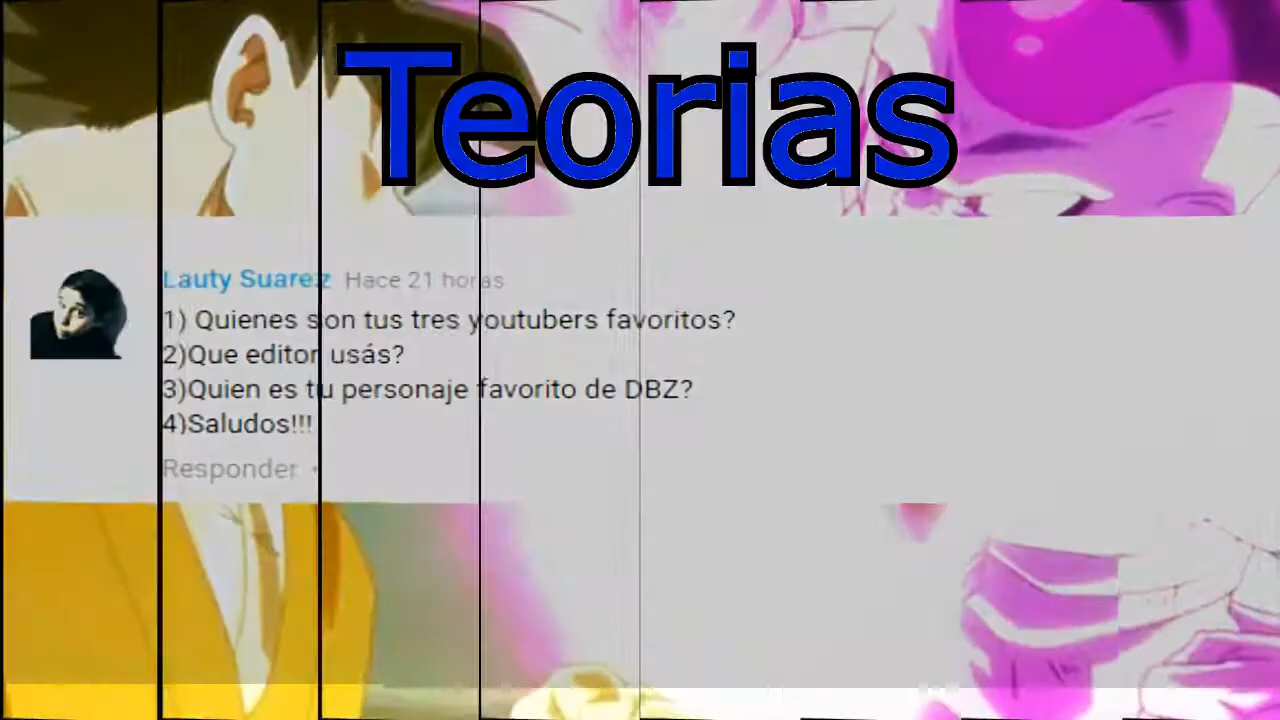 Teorias
Lauty Suarez Hace 21 horas
1) Quienes son tus tres youtubers favoritos?
2)Que editor usás?
3)Quien es tu personaje favorito de DBZ?
4)Saludos!!!
Responder •